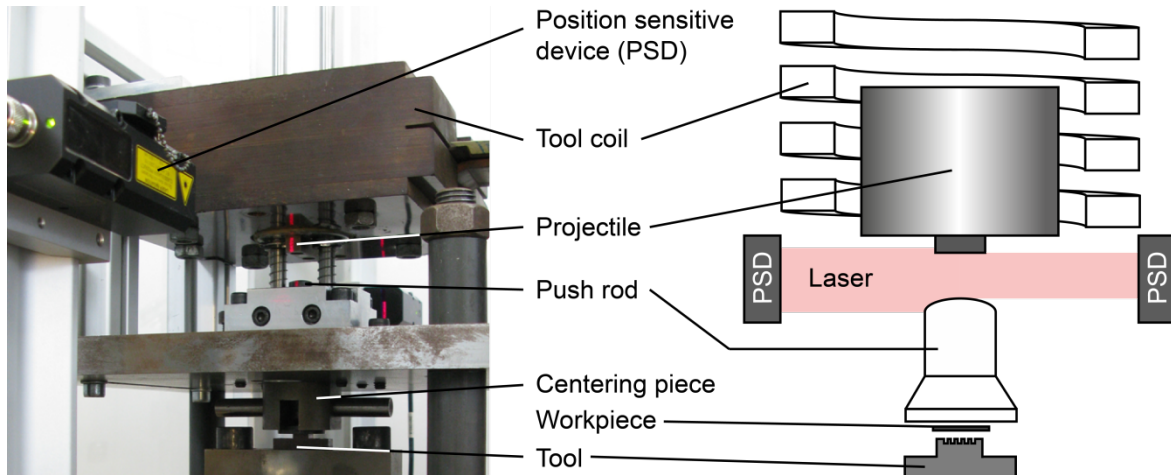 Position sensitive
device (PSD)
Tool coil
Projectile
Push rod
Centering piece
Workpiece
Tool
PSD
Laser
PSD